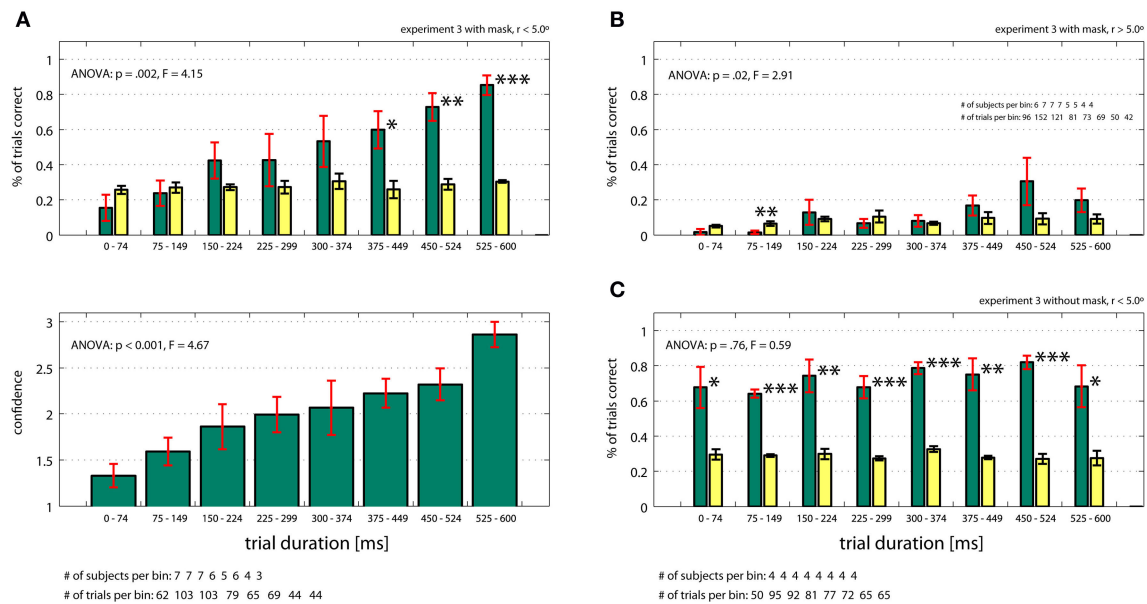 A
experiment 3 with mask, r < 5.0º
% of trials correct
1
0.8
0.6
0.4
0.2
0
ANOVA: p = .002, F = 4.15
*
**
***
0 - 74 75 - 149 150 - 224 225 - 299 300 - 374 375 - 449 450 - 524 525 - 600
confidence
3
2.5
2
1.5
1
ANOVA: p < 0.001, F = 4.67
0 - 74 75 - 149 150 - 224 225 - 299 300 - 374 375 - 449 450 - 524 525 - 600
trial duration [ms]
# of subjects per bin: 7 7 7 6 5 6 4 3
# of trials per bin: 62 103 103 79 65 69 44 44
B
experiment 3 with mask, r > 5.0º
% of trials correct
1
0.8
0.6
0.4
0.2
0
ANOVA: p = .02, F = 2.91
# of subjects per bin: 6 7 7 7 5 5 4 4
# of trials per bin: 96 152 121 81 73 69 50 42
**
0 - 74 75 - 149 150 - 224 225 - 299 300 - 374 375 - 449 450 - 524 525 - 600
C
experiment 3 without mask, r < 5.0º
% of trials correct
1
0.8
0.6
0.4
0.2
0
ANOVA: p = .76, F = 0.59
* *** ** *** *** ** *** *
0 - 74 75 - 149 150 - 224 225 - 299 300 - 374 375 - 449 450 - 524 525 - 600
trial duration [ms]
# of subjects per bin: 4 4 4 4 4 4 4 4
# of trials per bin: 50 95 92 81 77 72 65 65